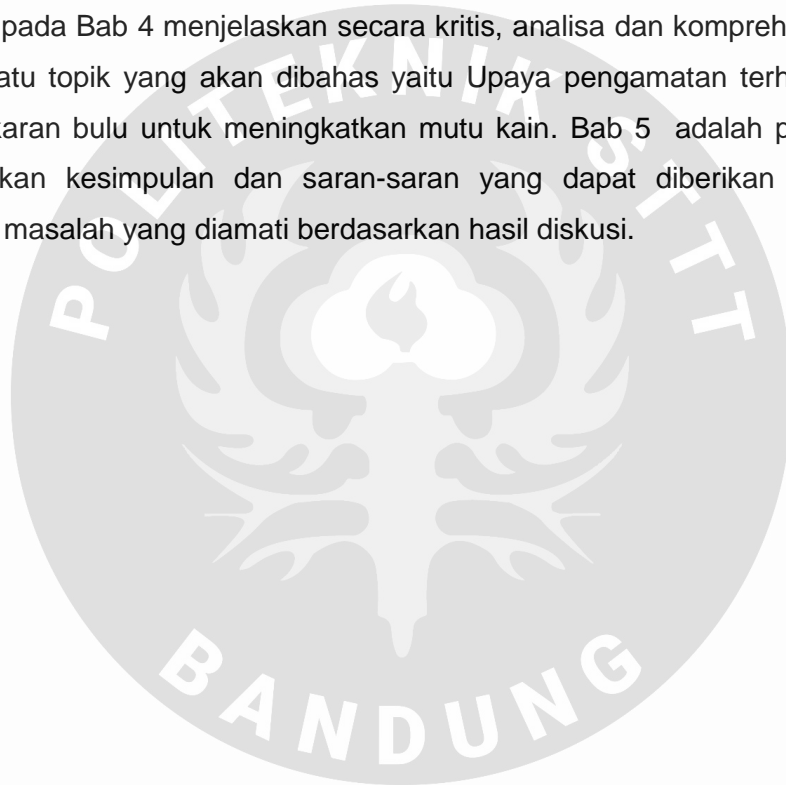 pada Bab 4 menjelaskan secara kritis, analisa dan kompreh
atu topik yang akan dibahas yaitu Upaya pengamatan terh
karan bulu untuk meningkatkan mutu kain. Bab 5 adalah p
kan kesimpulan dan saran-saran yang dapat diberikan
masalah yang diamati berdasarkan hasil diskusi.
POLITEKNIK STTT
BANDUNG